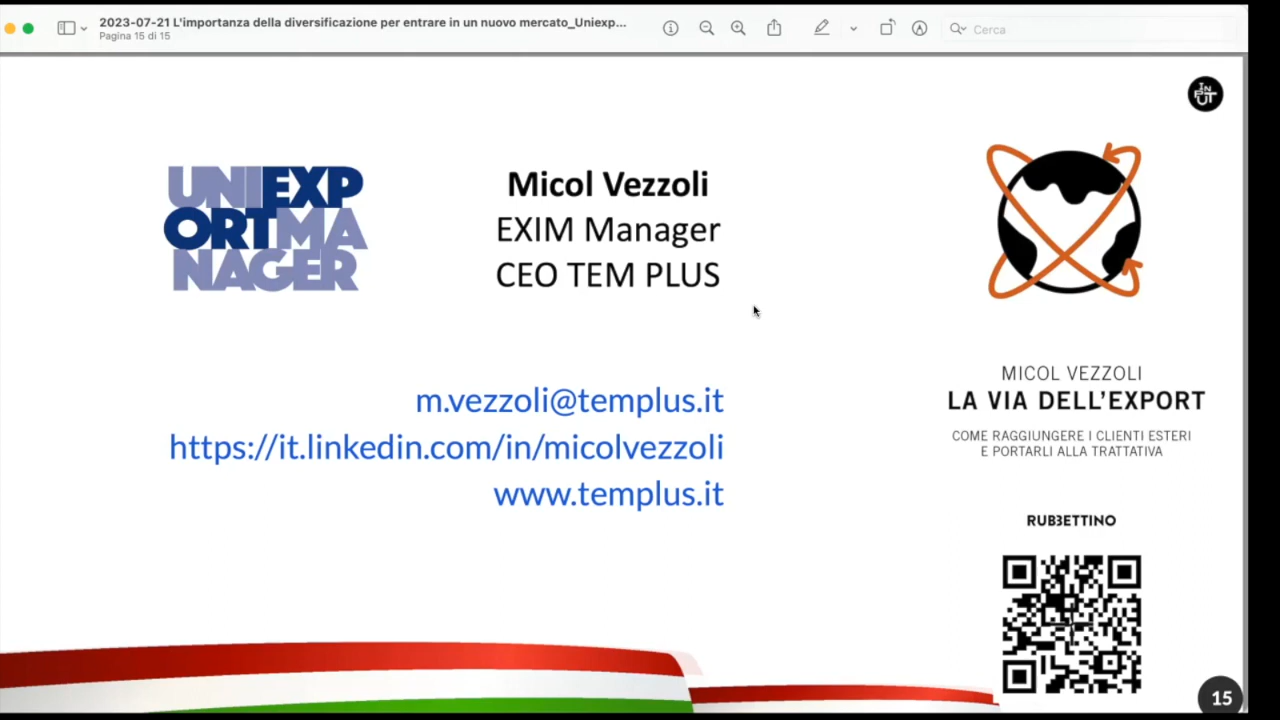 2023-07-21 L'importanza della diversificazione per entrare in un nuovo mercato_Uniexp...
Pagina 15 di 15
Cerca
INPUT
UNIEXP
ORTMA
NAGER
Micol Vezzoli
EXIM Manager
CEO TEM PLUS
m.vezzoli@templus.it
https://it.linkedin.com/in/micolvezzoli
www.templus.it
MICOL VEZZOLI
LA VIA DELL'EXPORT
COME RAGGIUNGERE I CLIENTI ESTERI
E PORTARLI ALLA TRATTATIVA
RUBBETTINO
15